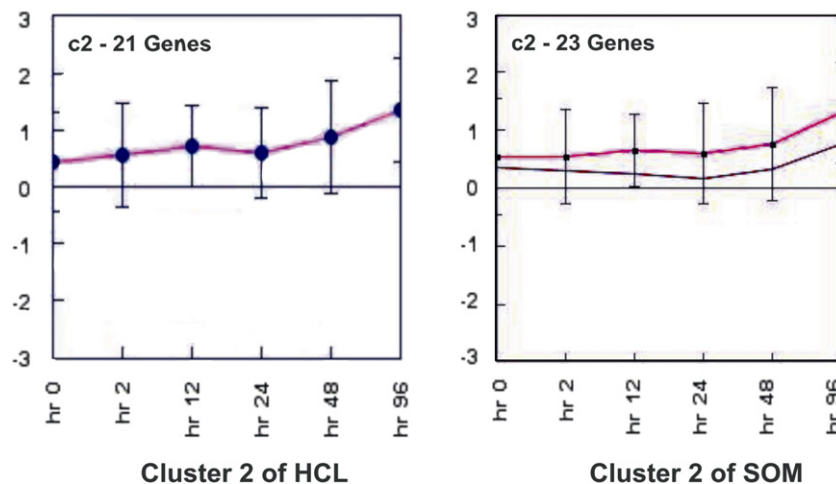 c2 - 21 Genes
3
2
1
0
-1
-2
-3
hr 0
hr 2
hr 12
hr 24
hr 48
hr 96
Cluster 2 of HCL
c2 - 23 Genes
3
2
1
0
-1
-2
-3
hr 0
hr 2
hr 12
hr 24
hr 48
hr 96
Cluster 2 of SOM